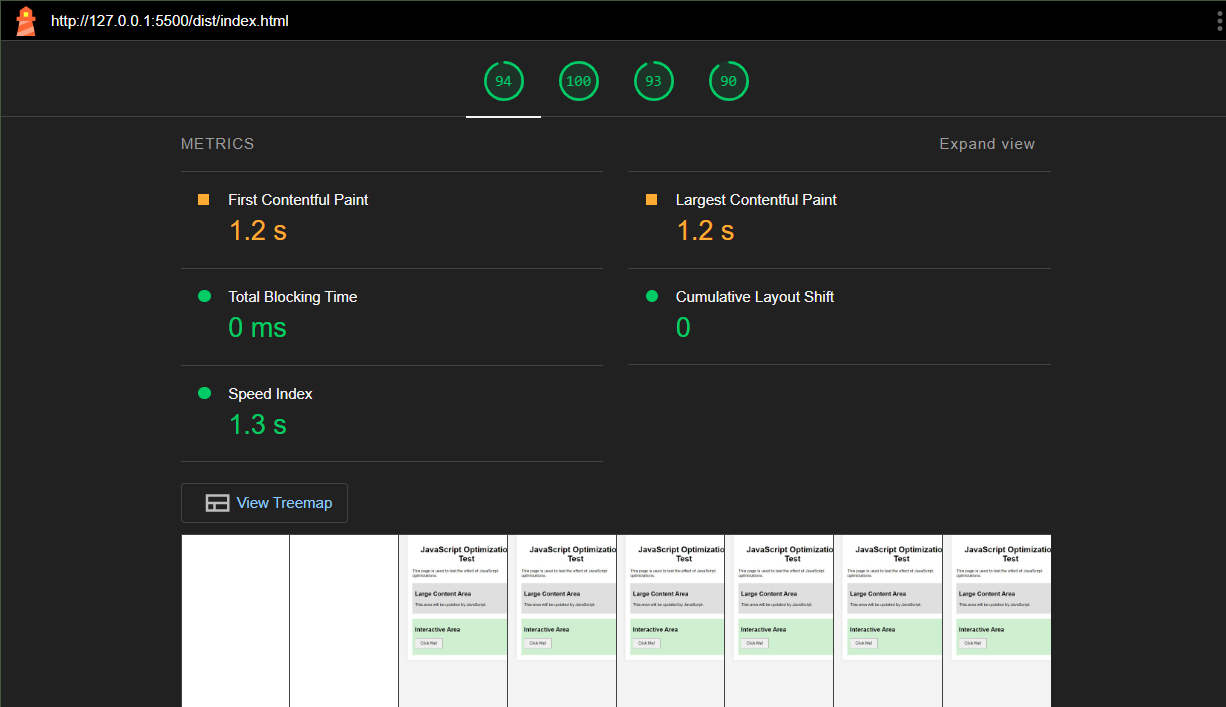 http://127.0.0.1:5500/dist/index.html
94 100 93 90
METRICS Expand view
First Contentful Paint
1.2 s
Largest Contentful Paint
1.2 s
Total Blocking Time
0 ms
Cumulative Layout Shift
0
Speed Index
1.3 s
View Treemap
JavaScript Optimizatio
Test
This page is used to test the effect of JavaScript
optimizations.
Large Content Area
This area will be updated by JavaScript.
Interactive Area
Click Me!
JavaScript Optimizatio
Test
This page is used to test the effect of JavaScript
optimizations.
Large Content Area
This area will be updated by JavaScript.
Interactive Area
Click Me!
JavaScript Optimizatio
Test
This page is used to test the effect of JavaScript
optimizations.
Large Content Area
This area will be updated by JavaScript.
Interactive Area
Click Me!
JavaScript Optimizatio
Test
This page is used to test the effect of JavaScript
optimizations.
Large Content Area
This area will be updated by JavaScript.
Interactive Area
Click Me!
JavaScript Optimizatio
Test
This page is used to test the effect of JavaScript
optimizations.
Large Content Area
This area will be updated by JavaScript.
Interactive Area
Click Me!
JavaScript Optimizatio
Test
This page is used to test the effect of JavaScript
optimizations.
Large Content Area
This area will be updated by JavaScript.
Interactive Area
Click Me!